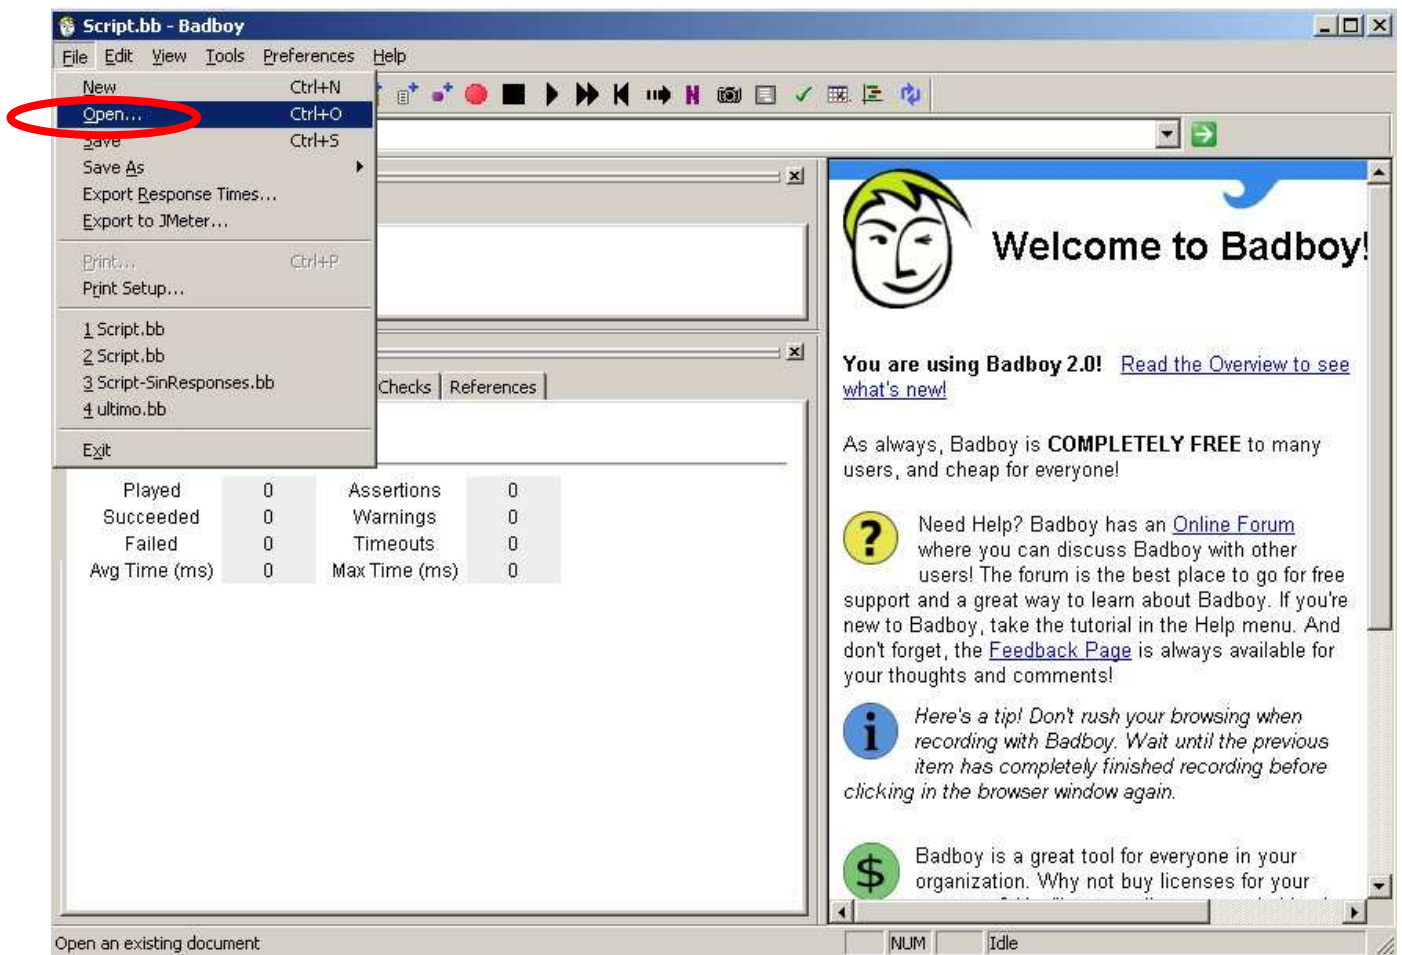 Script.bb - Badboy
File Edit View Tools Preferences Help
New Ctrl+N
Open... Ctrl+O
Save Ctrl+S
Save As
Export Response Times...
Export to JMeter...
Print... Ctrl+P
Print Setup...
1 Script.bb
2 Script.bb
3 Script-SinResponses.bb
4 ultimo.bb
Exit
Checks References
Played 0 Assertions 0
Succeeded 0 Warnings 0
Failed 0 Timeouts 0
Avg Time (ms) 0 Max Time (ms) 0
Welcome to Badboy!
You are using Badboy 2.0! Read the Overview to see
what's new!
As always, Badboy is COMPLETELY FREE to many
users, and cheap for everyone!
Need Help? Badboy has an Online Forum
where you can discuss Badboy with other
users! The forum is the best place to go for free
support and a great way to learn about Badboy. If you're
new to Badboy, take the tutorial in the Help menu. And
don't forget, the Feedback Page is always available for
your thoughts and comments!
Here's a tip! Don't rush your browsing when
recording with Badboy. Wait until the previous
item has completely finished recording before
clicking in the browser window again.
Badboy is a great tool for everyone in your
organization. Why not buy licenses for your
Open an existing document NUM Idle